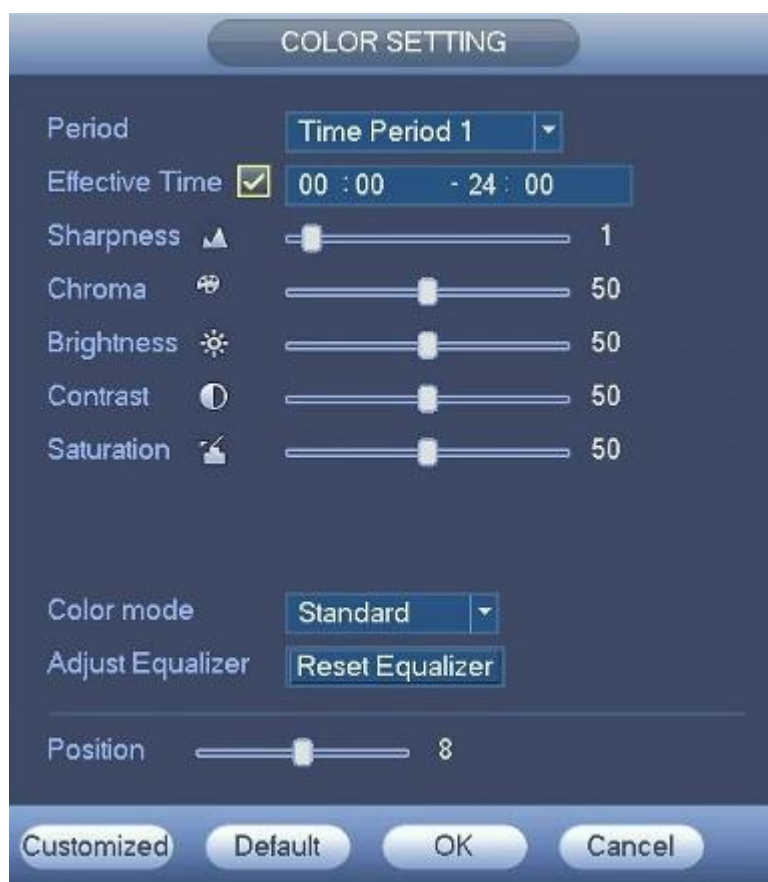 COLOR SETTING
Period Time Period 1
Effective Time 00 : 00 - 24 : 00
Sharpness 1
Chroma 50
Brightness 50
Contrast 50
Saturation 50
Color mode Standard
Adjust Equalizer Reset Equalizer
Position 8
Customized Default OK Cancel